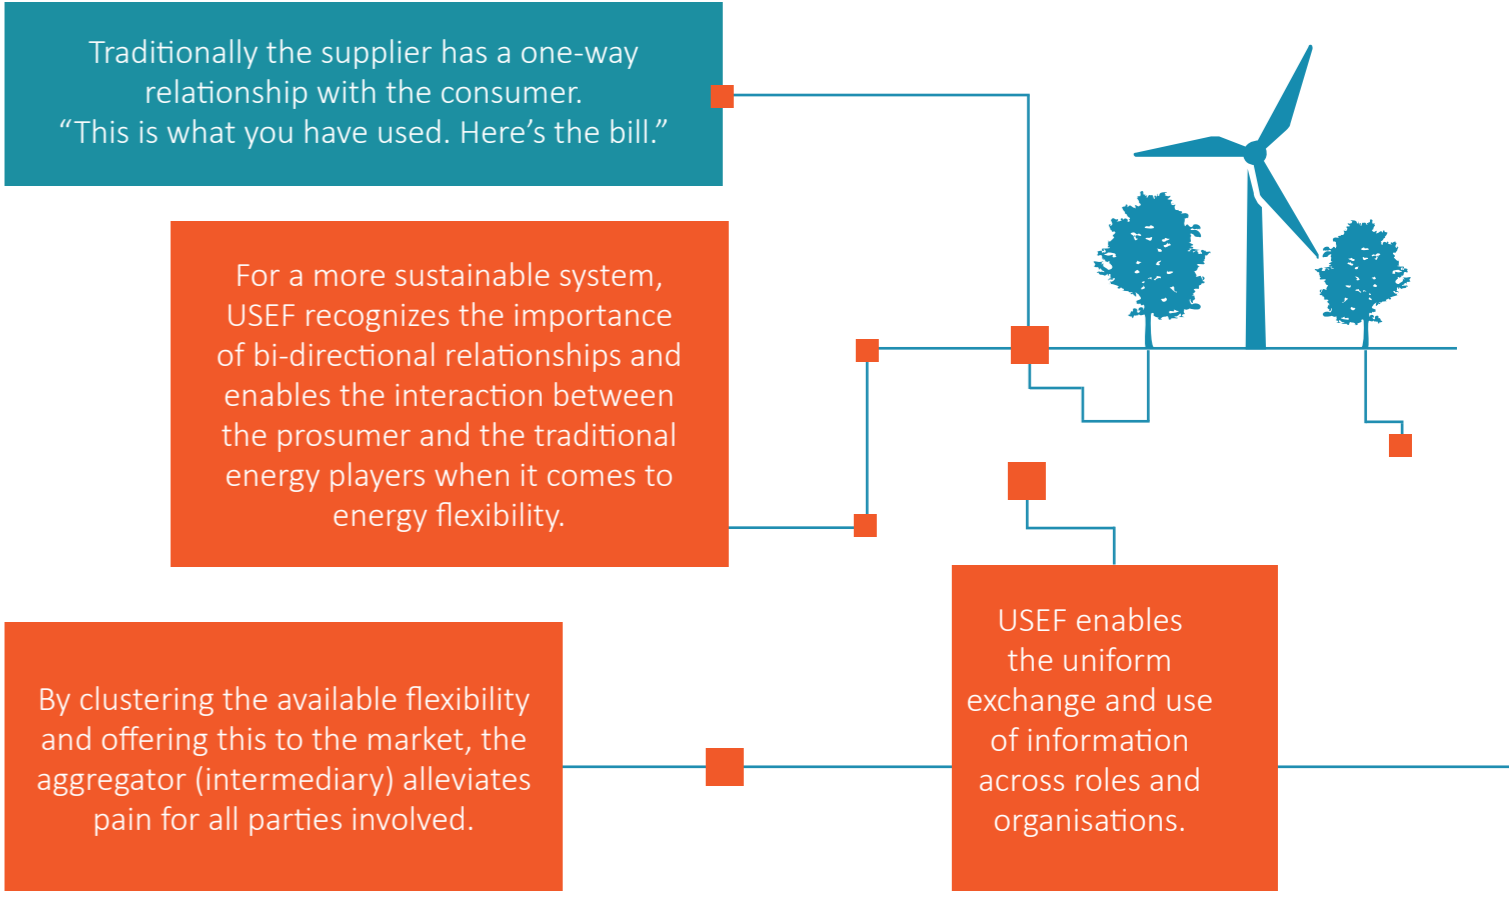 Traditionally the supplier has a one-way
relationship with the consumer.
“This is what you have used. Here’s the bill.”
For a more sustainable system,
USEF recognizes the importance
of bi-directional relationships and
enables the interaction between
the prosumer and the traditional
energy players when it comes to
energy flexibility.
By clustering the available flexibility
and offering this to the market, the
aggregator (intermediary) alleviates
pain for all parties involved.
USEF enables
the uniform
exchange and use
of information
across roles and
organisations.